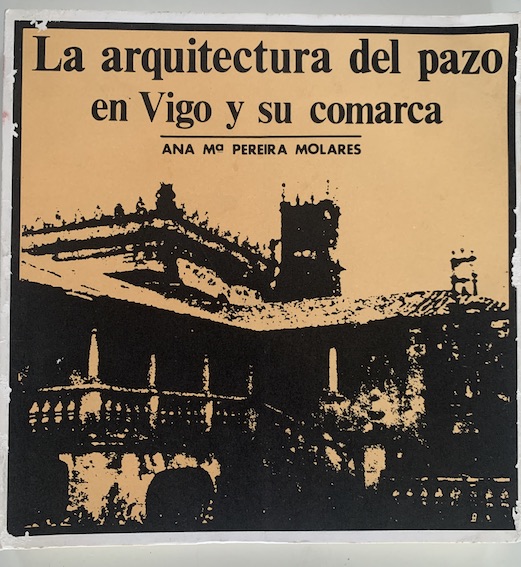 La arquitectura del pazo
en Vigo y su comarca
ANA Mª PEREIRA MOLARES